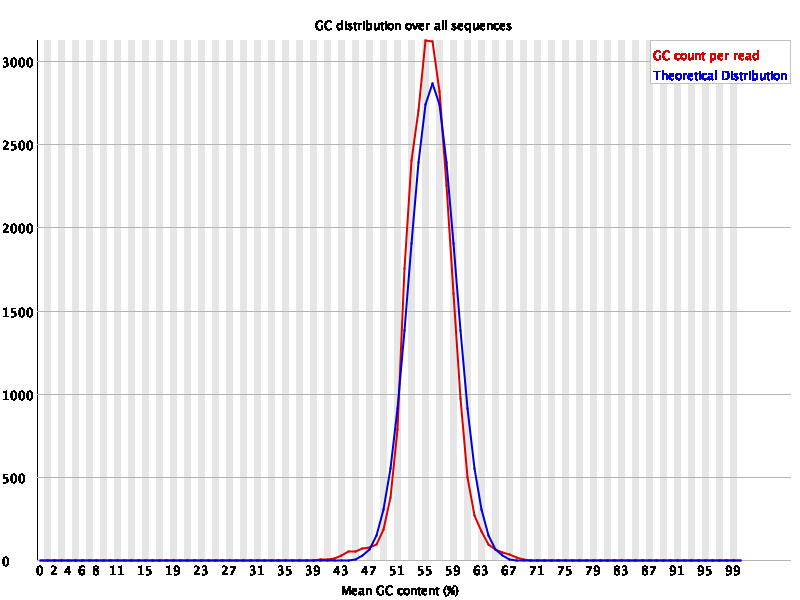 GC distribution over all sequences
GC count per read
Theoretical Distribution
3000
2500
2000
1500
1000
500
0
0 2 4 6 8 11 15 19 23 27 31 35 39 43 47 51 55 59 63 67 71 75 79 83 87 91 95 99
Mean GC content (%)